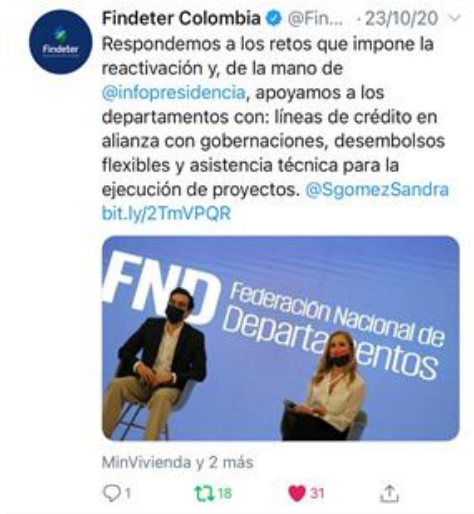 Findeter
Findeter Colombia @Fin... · 23/10/20
Respondemos a los retos que impone la
reactivación y, de la mano de
@infopresidencia, apoyamos a los
departamentos con: líneas de crédito en
alianza con gobernaciones, desembolsos
flexibles y asistencia técnica para la
ejecución de proyectos. @SgomezSandra
bit.ly/2TmVPQR
FND Federación Nacional de
Departamentos
MinVivienda y 2 más
1 18 31